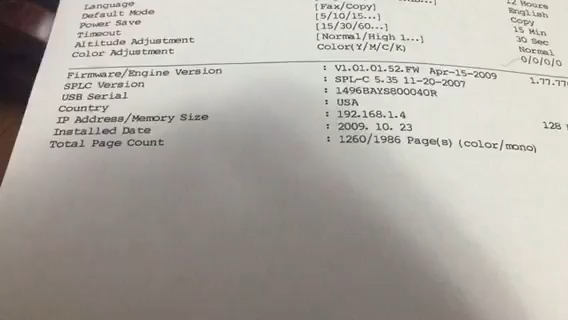 Language
Default Mode [Fax/Copy] English
Power Save [5/10/15...] Copy
Timeout [15/30/60...] 15 Min
Altitude Adjustment [Normal/High 1...] 30 Sec
Color Adjustment Color(Y/M/C/K) Normal
0/0/0/0
Firmware/Engine Version : V1.01.01.52.FW Apr-15-2009 1.77.7
SPLC Version : SPL-C 5.35 11-20-2007
USB Serial : 1496BAYS800040R
Country : USA
IP Address/Memory Size : 192.168.1.4 128
Installed Date : 2009. 10. 23
Total Page Count : 1260/1986 Page(s) (color/mono)